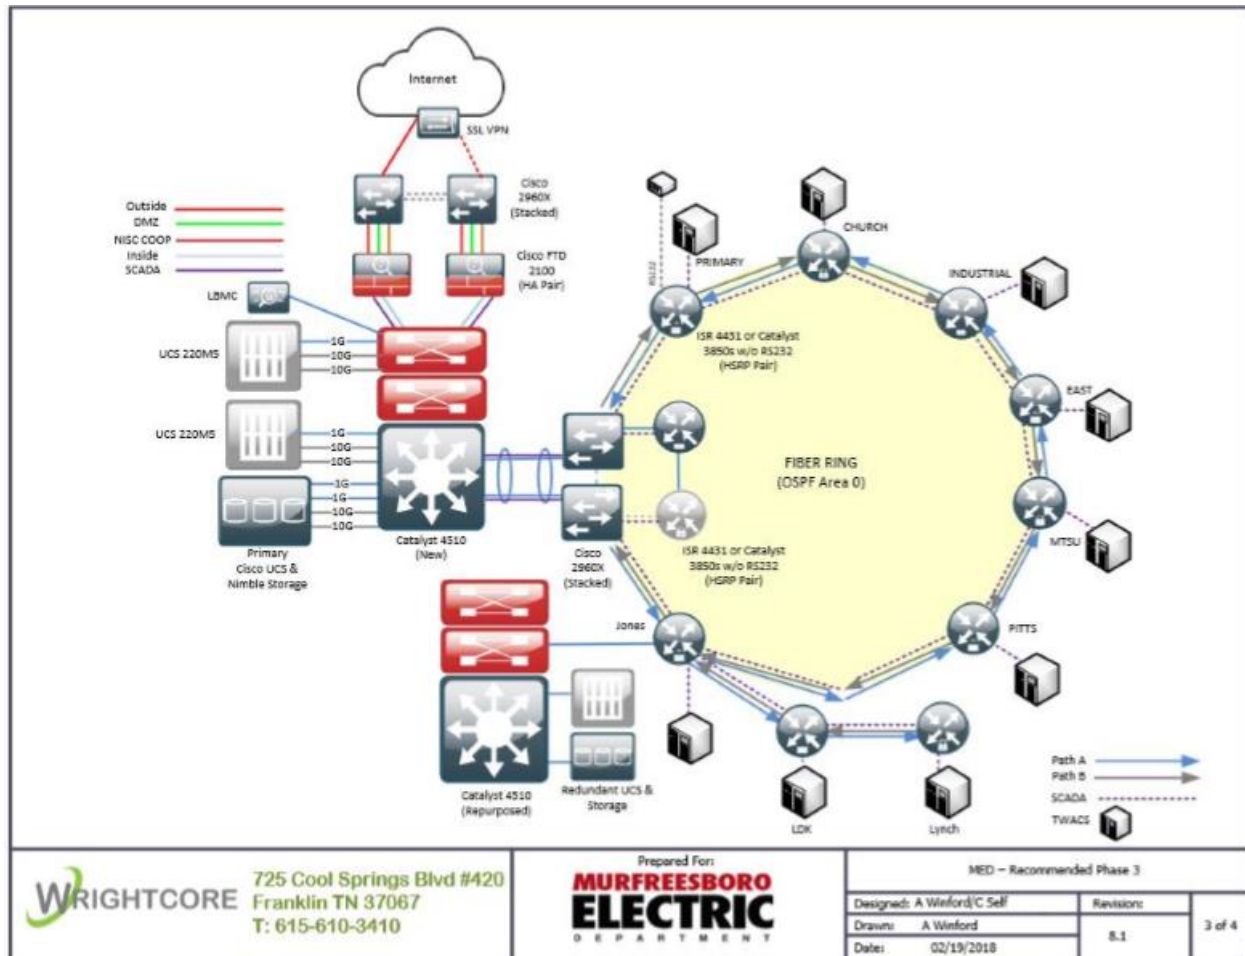 Internet
SSL VPN
Cisco
2960X
(Stacked)
Outside
DMZ
NISC COOP
Inside
SCADA
Cisco FTD
2100
(HA Pair)
LBMC
UCS 220M5
1G
10G
10G
UCS 220M5
1G
10G
10G
1G
1G
10G
10G
Primary
Cisco UCS &
Nimble Storage
Catalyst 4510
(New)
Cisco
2960X
(Stacked)
RS232
PRIMARY
CHURCH
INDUSTRIAL
ISR 4431 or Catalyst
3850s w/o RS232
(HSRP Pair)
EAST
FIBER RING
(OSPF Area 0)
MTSU
ISR 4431 or Catalyst
3850s w/o RS232
(HSRP Pair)
Jones
PITTS
Catalyst 4510
(Repurposed)
Redundant UCS &
Storage
LDK
Lynch
Path A
Path B
SCADA
TWACS
WRIGHTCORE
725 Cool Springs Blvd #420
Franklin TN 37067
T: 615-610-3410
Prepared For:
MURFREESBORO
ELECTRIC
DEPARTMENT
MED – Recommended Phase 3
Designed: A Winford/C Self
Revision:
Drawn: A Winford
8.1
3 of 4
Date: 02/19/2018